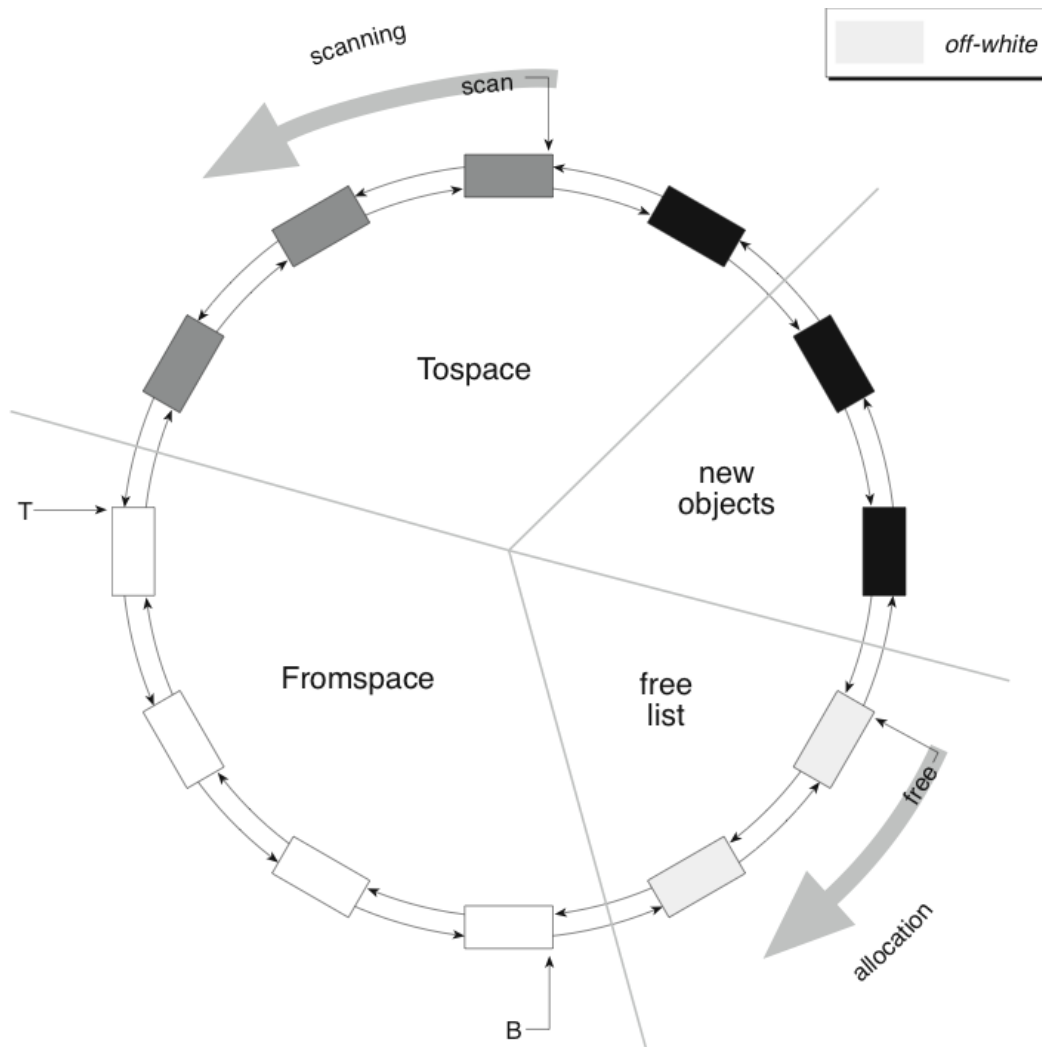 scanning
off-white
scan
Tospace
new
objects
T
Fromspace
free
list
free
allocation
B